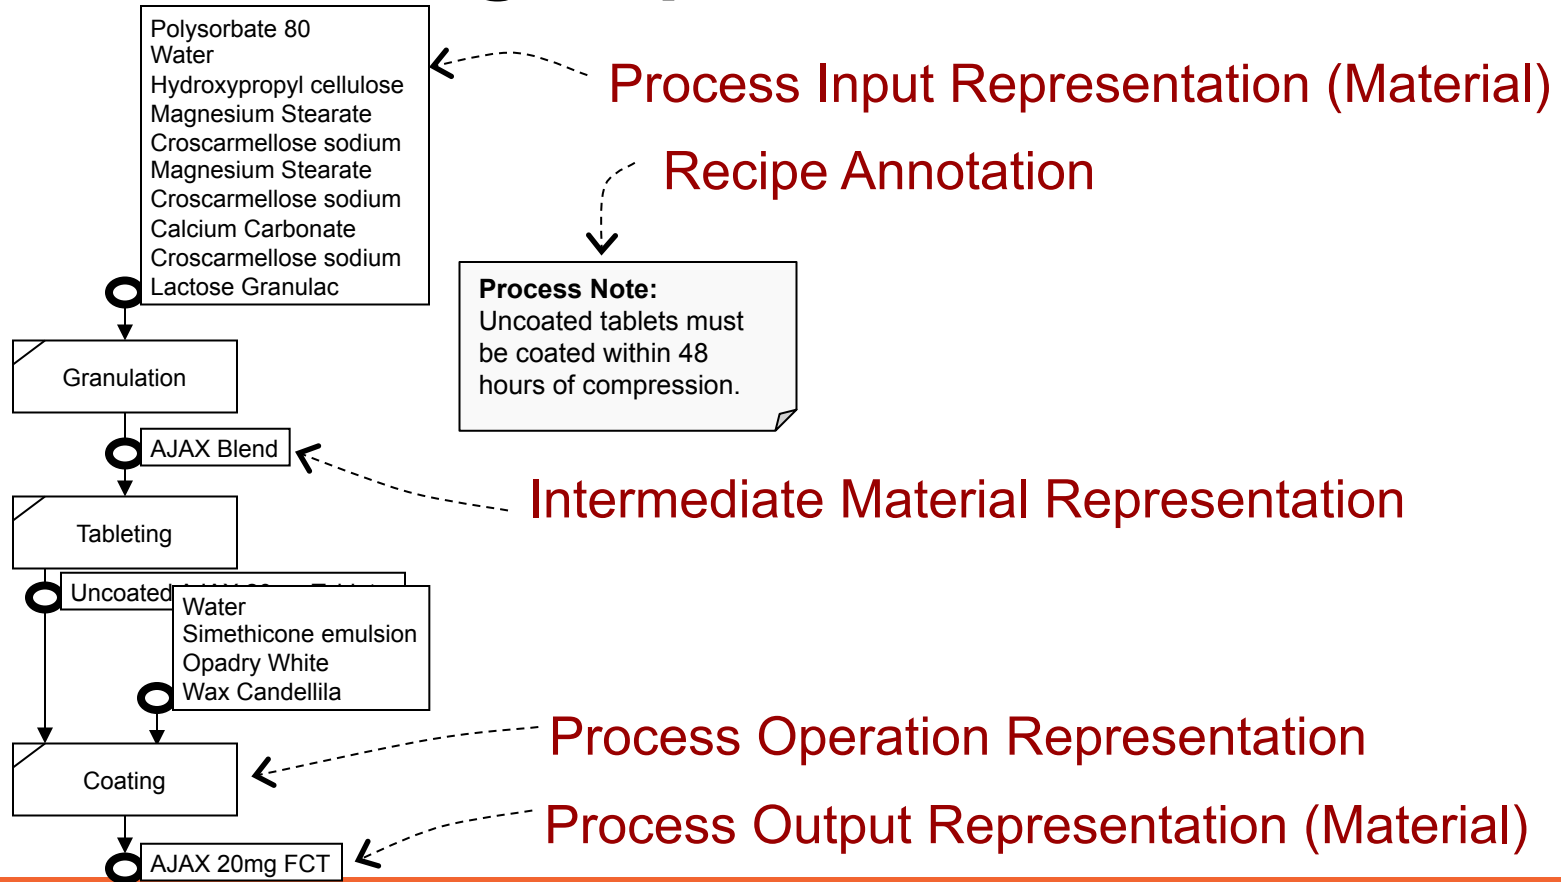 Polysorbate 80
Water
Hydroxypropyl cellulose
Magnesium Stearate
Croscarmellose sodium
Magnesium Stearate
Croscarmellose sodium
Calcium Carbonate
Croscarmellose sodium
Lactose Granulac
Process Input Representation (Material)
Recipe Annotation
Process Note:
Uncoated tablets must
be coated within 48
hours of compression.
Granulation
AJAX Blend
Intermediate Material Representation
Tableting
Uncoated
Water
Simethicone emulsion
Opadry White
Wax Candellila
Process Operation Representation
Coating
Process Output Representation (Material)
AJAX 20mg FCT